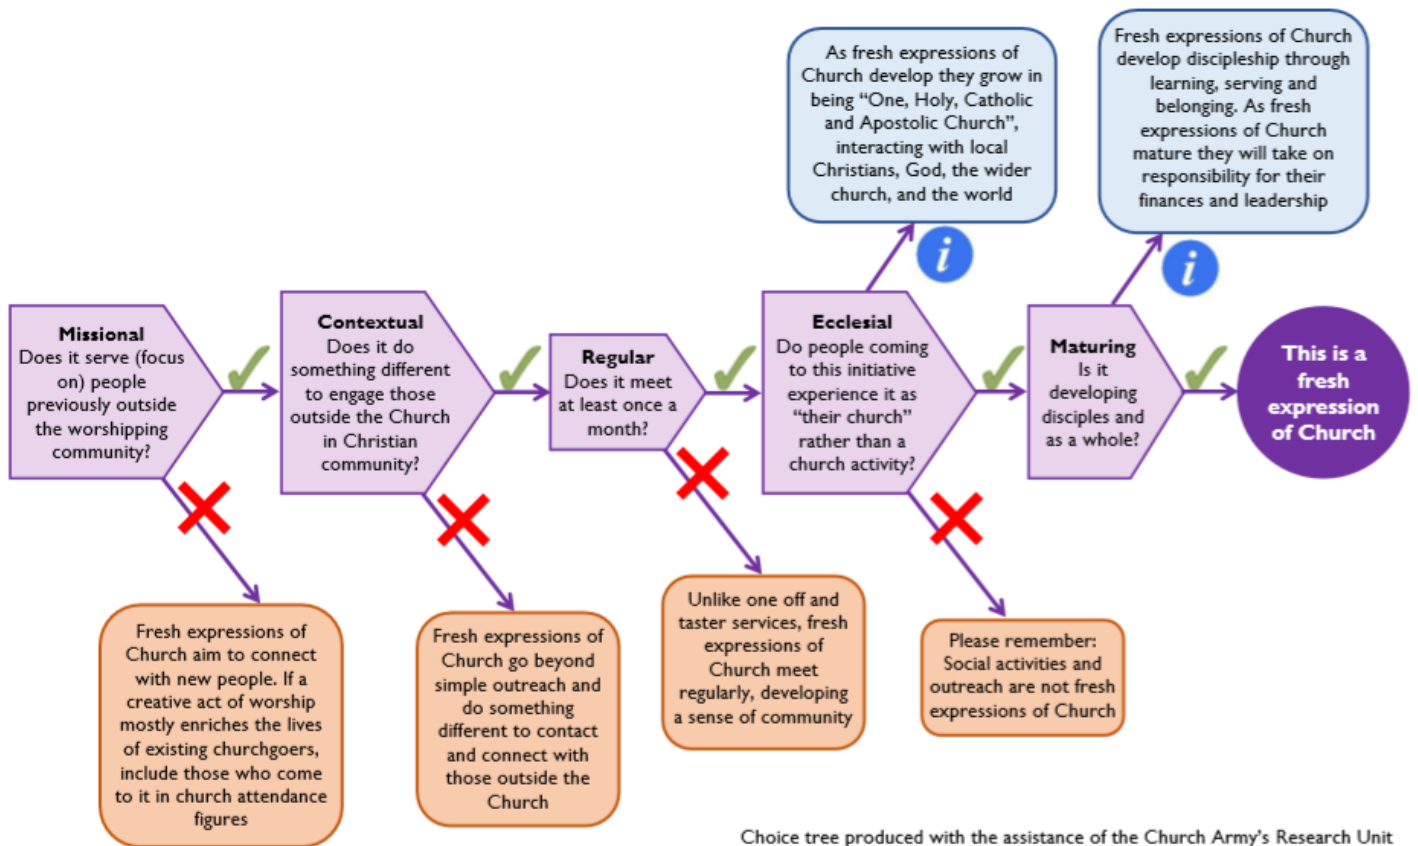 As fresh expressions of
Church develop they grow in
being “One, Holy, Catholic
and Apostolic Church”,
interacting with local
Christians, God, the wider
church, and the world
Fresh expressions of Church
develop discipleship through
learning, serving and
belonging. As fresh
expressions of Church
mature they will take on
responsibility for their
finances and leadership
i
i
Missional
Does it serve (focus
on) people
previously outside
the worshipping
community?
Contextual
Does it do
something different
to engage those
outside the Church
in Christian
community?
Regular
Does it meet
at least once a
month?
Ecclesial
Do people coming
to this initiative
experience it as
“their church”
rather than a
church activity?
Maturing
Is it
developing
disciples and
as a whole?
This is a
fresh
expression
of Church
Fresh expressions of
Church aim to connect
with new people. If a
creative act of worship
mostly enriches the lives
of existing churchgoers,
include those who come
to it in church attendance
figures
Fresh expressions of
Church go beyond
simple outreach and
do something
different to contact
and connect with
those outside the
Church
Unlike one off and
taster services, fresh
expressions of
Church meet
regularly, developing
a sense of community
Please remember:
Social activities and
outreach are not fresh
expressions of Church
Choice tree produced with the assistance of the Church Army's Research Unit